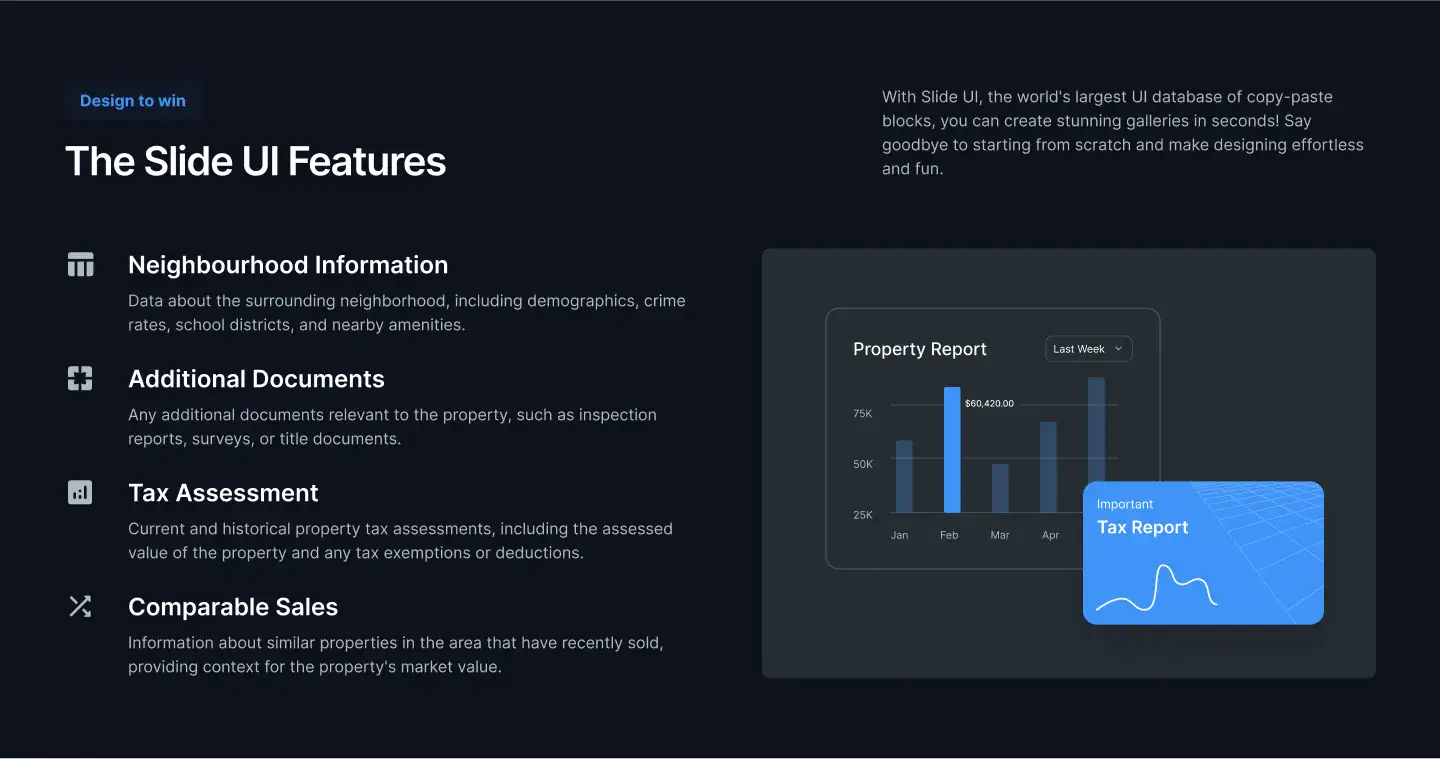 Design to win
The Slide UI Features
With Slide UI, the world's largest UI database of copy-paste
blocks, you can create stunning galleries in seconds! Say
goodbye to starting from scratch and make designing effortless
and fun.
Neighbourhood Information
Data about the surrounding neighborhood, including demographics, crime
rates, school districts, and nearby amenities.
Additional Documents
Any additional documents relevant to the property, such as inspection
reports, surveys, or title documents.
Tax Assessment
Current and historical property tax assessments, including the assessed
value of the property and any tax exemptions or deductions.
Comparable Sales
Information about similar properties in the area that have recently sold,
providing context for the property's market value.
Property Report
Last Week
$60,420.00
75K
50K
25K
Jan Feb Mar Apr
Important
Tax Report